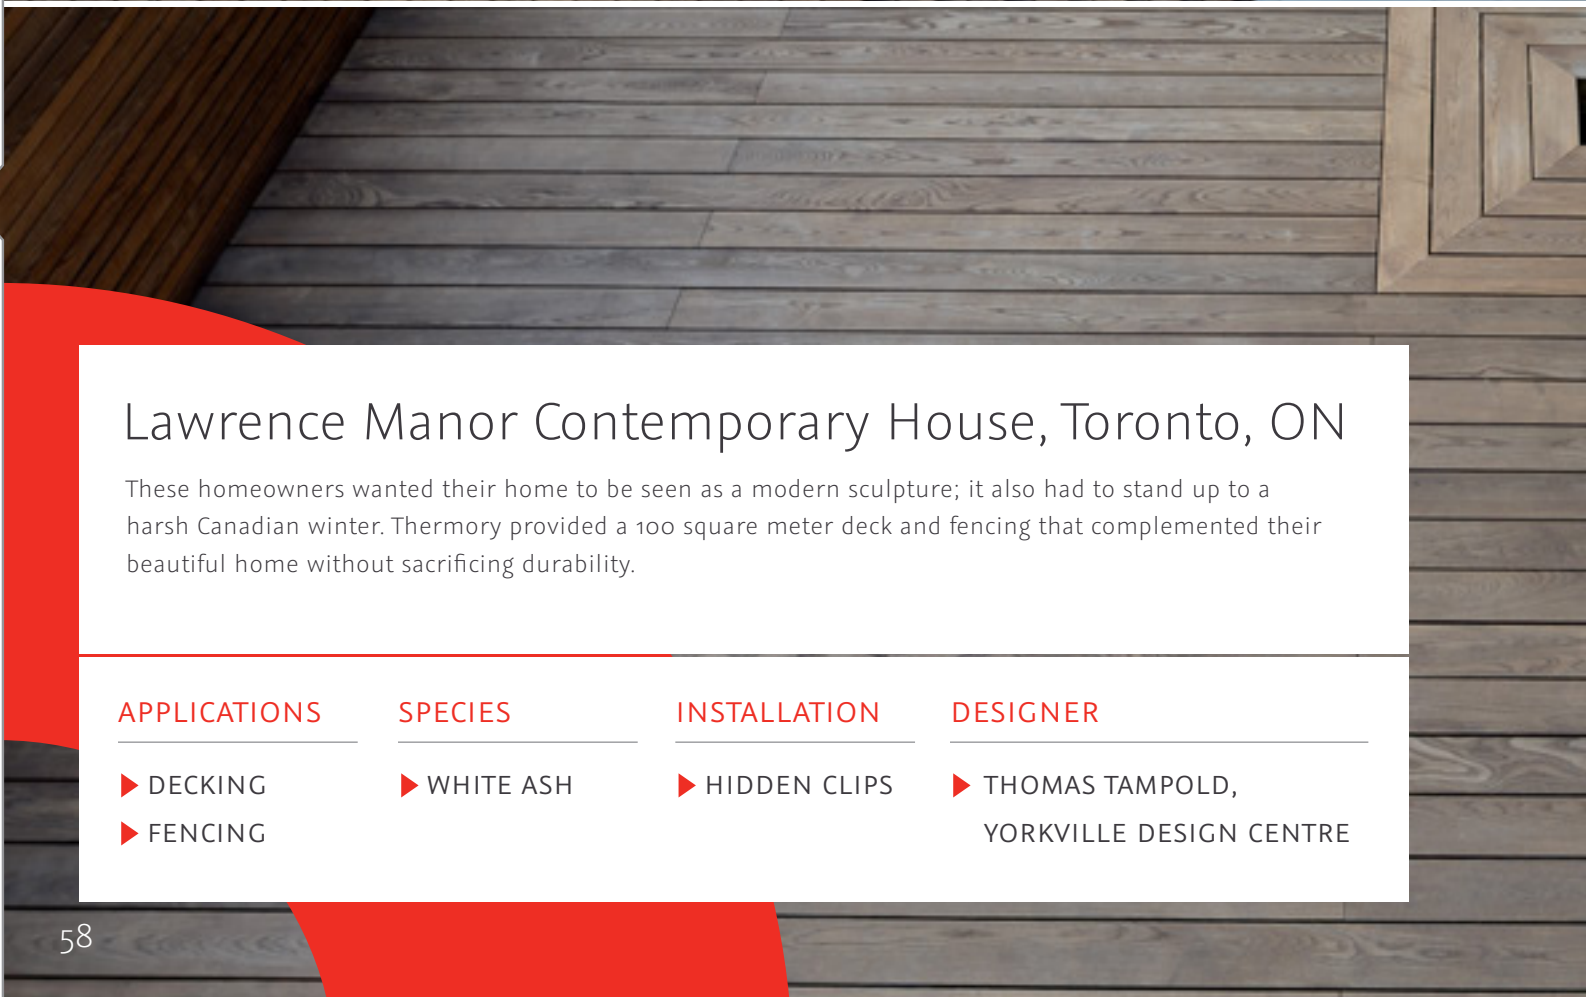 Lawrence Manor Contemporary House, Toronto, ON
These homeowners wanted their home to be seen as a modern sculpture; it also had to stand up to a
harsh Canadian winter. Thermory provided a 100 square meter deck and fencing that complemented their
beautiful home without sacrificing durability.
APPLICATIONS
DECKING
FENCING
SPECIES
WHITE ASH
INSTALLATION
HIDDEN CLIPS
DESIGNER
THOMAS TAMPOLD,
YORKVILLE DESIGN CENTRE
58